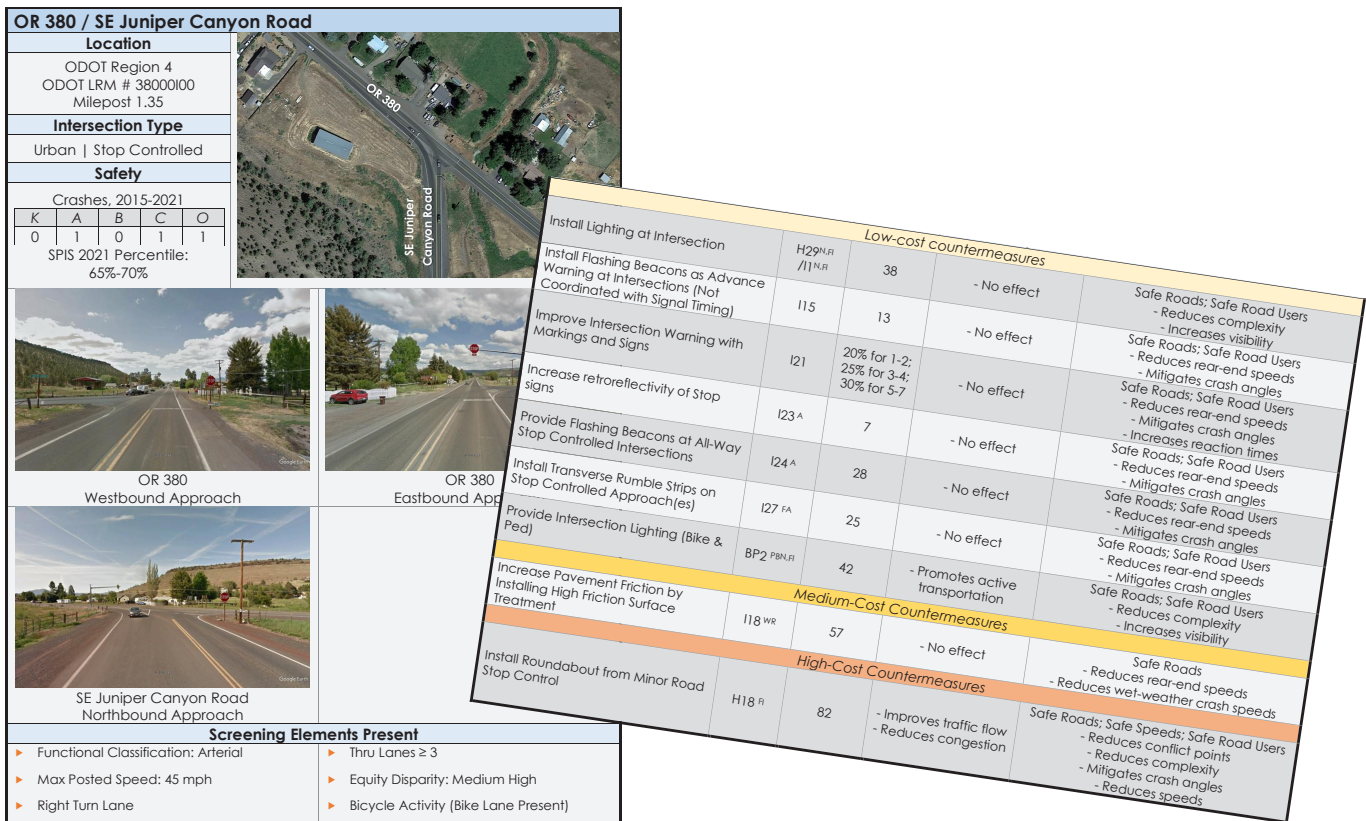 OR 380 / SE Juniper Canyon Road
Location
ODOT Region 4
ODOT LRM # 38000I00
Milepost 1.35
Intersection Type
Urban | Stop Controlled
Safety
Crashes, 2015-2021
K A B C O
0 1 0 1 1
SPIS 2021 Percentile:
65%-70%
OR 380
SE Juniper
Canyon Road
OR 380
Westbound Approach
OR 380
Eastbound App
Google Earth
SE Juniper Canyon Road
Northbound Approach
Google Earth
Screening Elements Present
Functional Classification: Arterial
Max Posted Speed: 45 mph
Right Turn Lane
Thru Lanes ≥ 3
Equity Disparity: Medium High
Bicycle Activity (Bike Lane Present)
Low-cost countermeasures
Install Lighting at Intersection
H29N,FI
/I1N,FI
38
- No effect
Safe Roads; Safe Road Users
- Reduces complexity
- Increases visibility
Install Flashing Beacons as Advance
Warning at Intersections (Not
Coordinated with Signal Timing)
I15
13
- No effect
Safe Roads; Safe Road Users
- Reduces rear-end speeds
- Mitigates crash angles
Improve Intersection Warning with
Markings and Signs
I21
20% for 1-2;
25% for 3-4;
30% for 5-7
- No effect
Safe Roads; Safe Road Users
- Reduces rear-end speeds
- Mitigates crash angles
- Increases reaction times
Increase retroreflectivity of Stop
signs
I23 A
7
- No effect
Safe Roads; Safe Road Users
- Reduces rear-end speeds
- Mitigates crash angles
Provide Flashing Beacons at All-Way
Stop Controlled Intersections
I24 A
28
- No effect
Safe Roads; Safe Road Users
- Reduces rear-end speeds
- Mitigates crash angles
Install Transverse Rumble Strips on
Stop Controlled Approach(es)
I27 FA
25
- No effect
Safe Roads; Safe Road Users
- Reduces rear-end speeds
- Mitigates crash angles
Provide Intersection Lighting (Bike &
Ped)
BP2 PBN,FI
42
- Promotes active
transportation
Safe Roads; Safe Road Users
- Reduces complexity
- Increases visibility
Medium-Cost Countermeasures
Increase Pavement Friction by
Installing High Friction Surface
Treatment
I18 WR
57
- No effect
Safe Roads
- Reduces rear-end speeds
- Reduces wet-weather crash speeds
High-Cost Countermeasures
Install Roundabout from Minor Road
Stop Control
H18 FI
82
- Improves traffic flow
- Reduces congestion
Safe Roads; Safe Speeds; Safe Road Users
- Reduces conflict points
- Reduces complexity
- Mitigates crash angles
- Reduces speeds